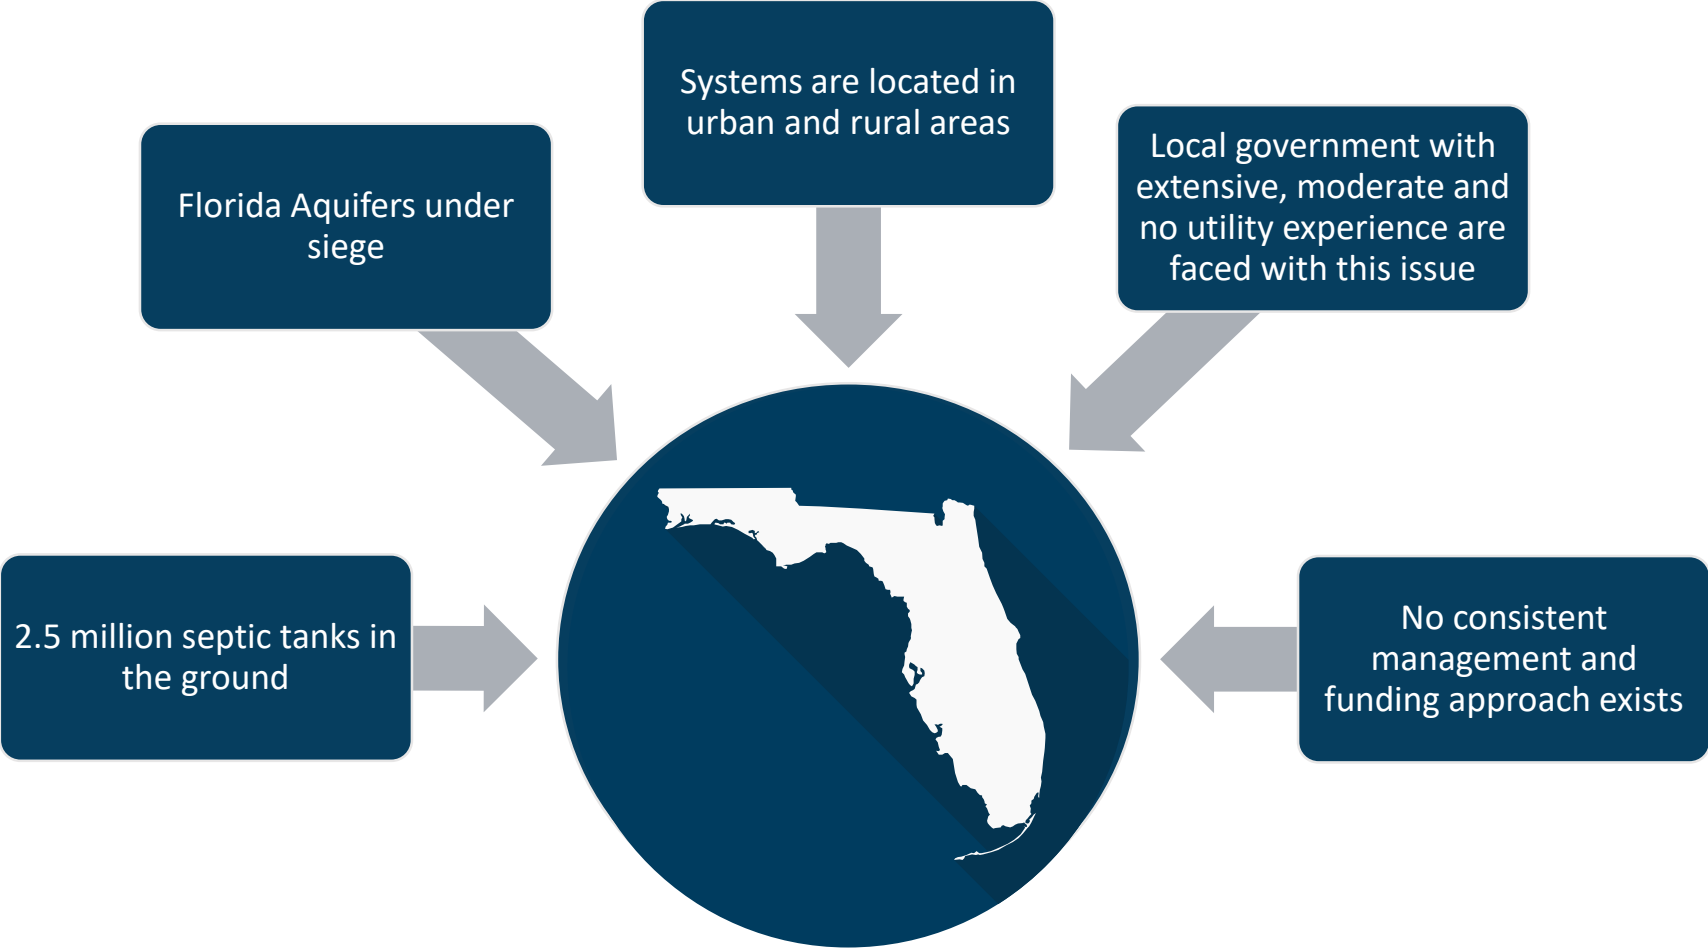 Systems are located in
urban and rural areas
Florida Aquifers under
siege
Local government with
extensive, moderate and
no utility experience are
faced with this issue
2.5 million septic tanks in
the ground
No consistent
management and
funding approach exists